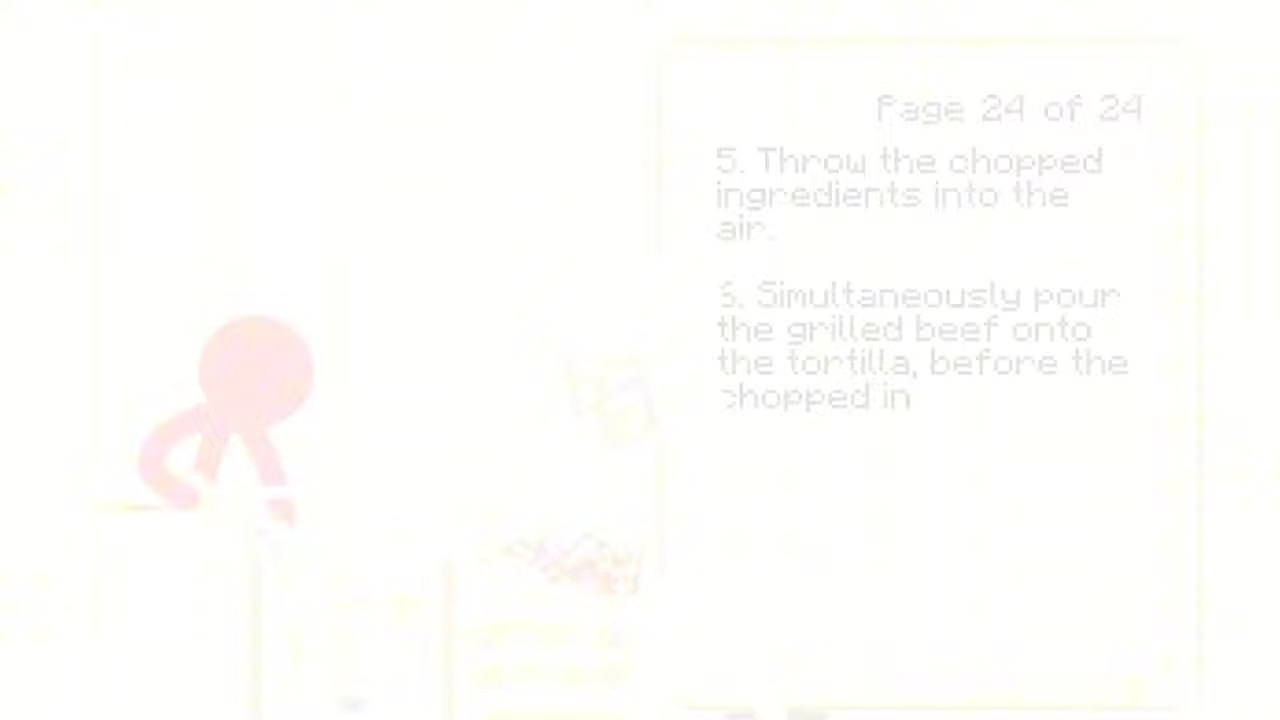 Page 24 of 24
5. Throw the chopped
ingredients into the
air.
6. Simultaneously pour
the grilled beef onto
the tortilla, before the
chopped in